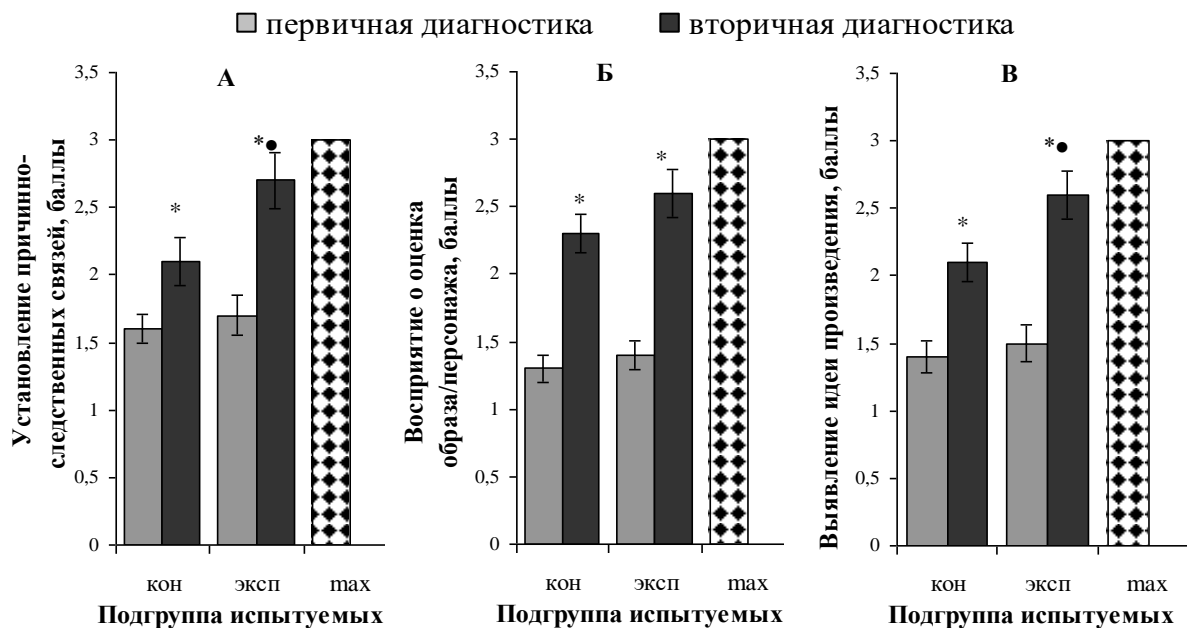 первичная диагностика
вторичная диагностика
А
Установление причинно-
следственных связей, баллы
3,5
3
2,5
2
1,5
1
0,5
0
*
*●
кон
эксп
max
Подгруппа испытуемых
Б
Восприятие о оценка
образа/персонажа, баллы
3,5
3
2,5
2
1,5
1
0,5
0
*
*
кон
эксп
max
Подгруппа испытуемых
В
Выявление идеи произведения, баллы
3,5
3
2,5
2
1,5
1
0,5
0
*
*●
кон
эксп
max
Подгруппа испытуемых